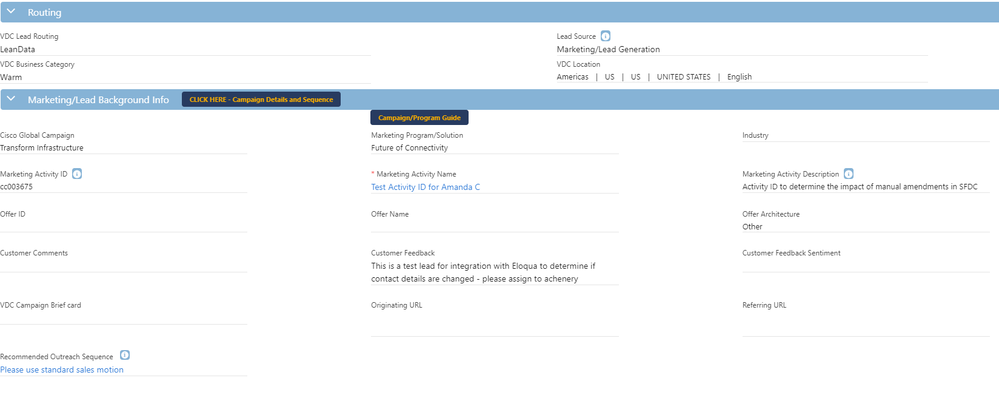 Routing
VDC Lead Routing
LeanData
Lead Source
Marketing/Lead Generation
VDC Business Category
Warm
VDC Location
Americas | US | US | UNITED STATES | English
Marketing/Lead Background Info
CLICK HERE - Campaign Details and Sequence
Campaign/Program Guide
Cisco Global Campaign
Transform Infrastructure
Marketing Program/Solution
Future of Connectivity
Industry
Marketing Activity ID
cc003675
* Marketing Activity Name
Test Activity ID for Amanda C
Marketing Activity Description
Activity ID to determine the impact of manual amendments in SFDC
Offer ID
Offer Name
Offer Architecture
Other
Customer Comments
Customer Feedback
This is a test lead for integration with Eloqua to determine if
contact details are changed - please assign to achenery
Customer Feedback Sentiment
VDC Campaign Brief card
Originating URL
Referring URL
Recommended Outreach Sequence
Please use standard sales motion